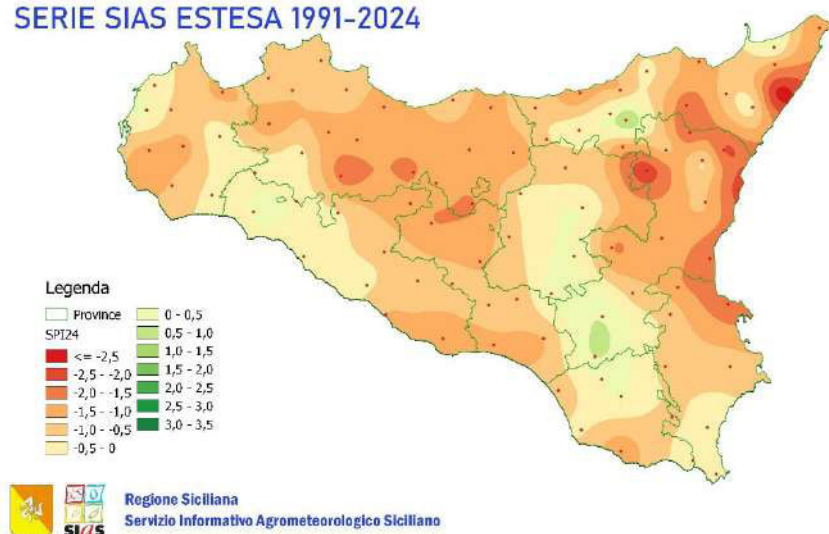 SERIE SIAS ESTESA 1991-2024
Legenda
Province
SPI24
<= -2,5
-2,5 - -2,0
-2,0 - -1,5
-1,5 - -1,0
-1,0 - -0,5
-0,5 - 0
0 - 0,5
0,5 - 1,0
1,0 - 1,5
1,5 - 2,0
2,0 - 2,5
2,5 - 3,0
3,0 - 3,5
SIAS
Regione Siciliana
Servizio Informativo Agrometeorologico Siciliano